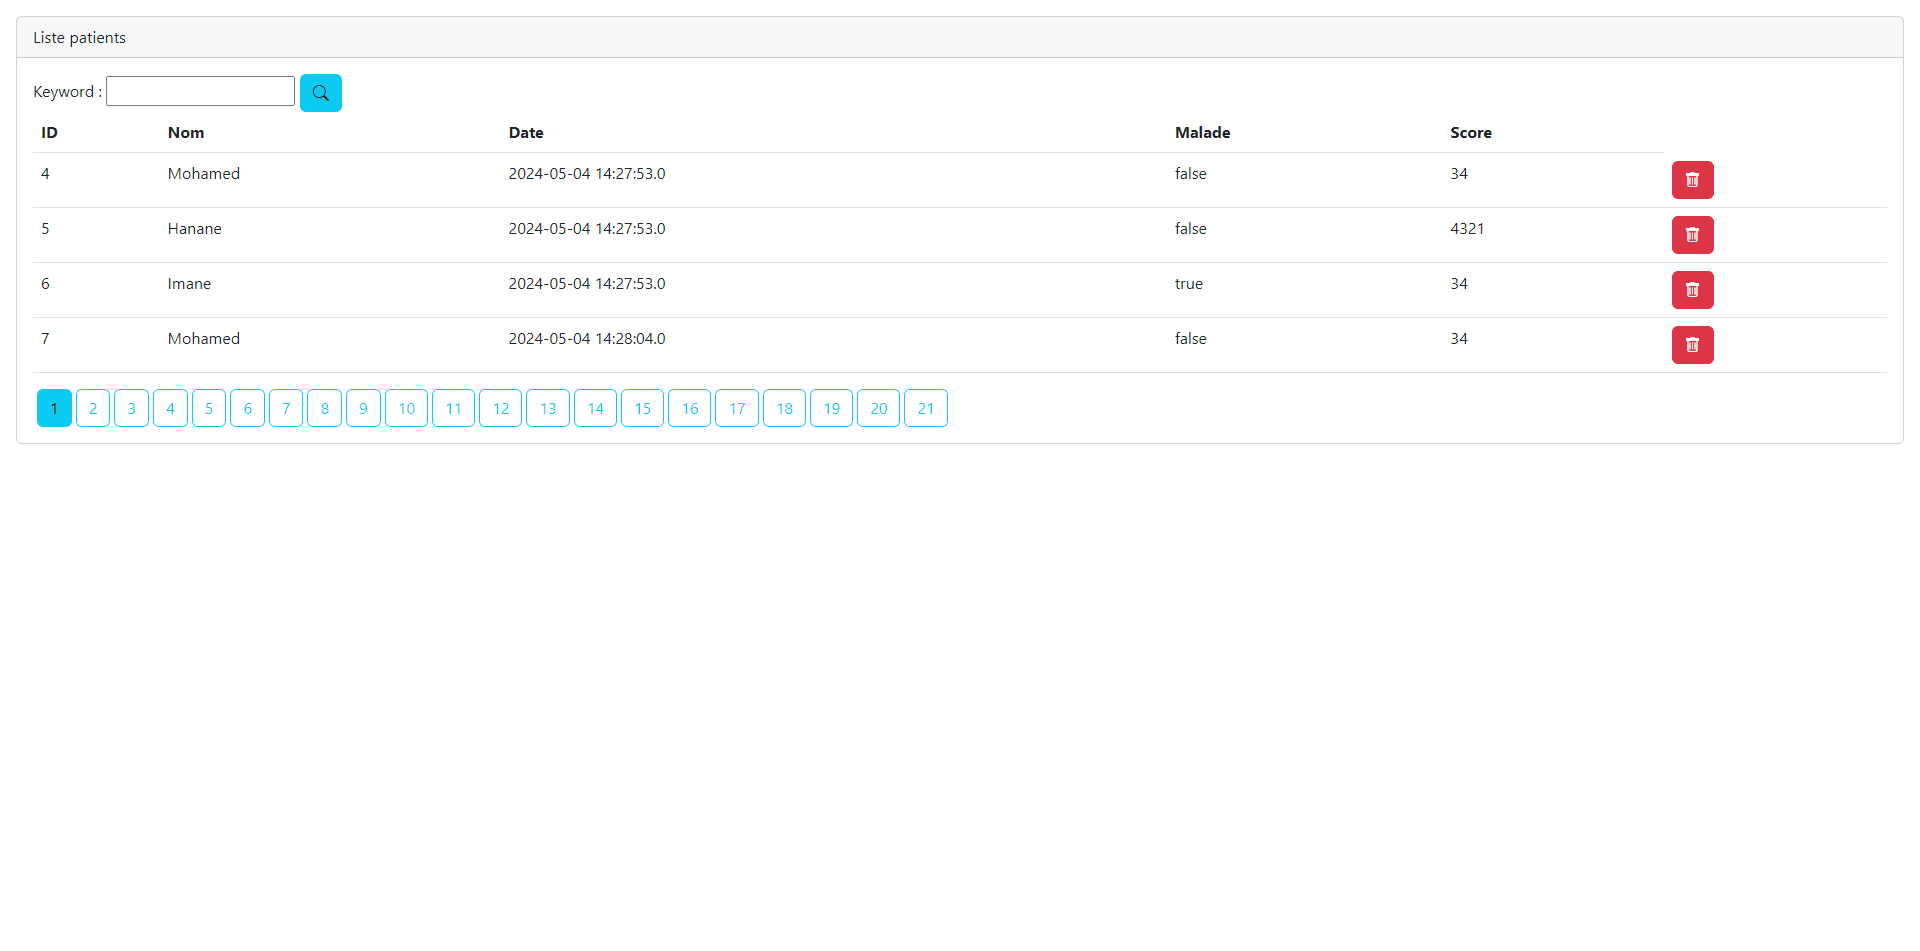 Liste patients
Keyword :
ID Nom Date Malade Score
4 Mohamed 2024-05-04 14:27:53.0 false 34
5 Hanane 2024-05-04 14:27:53.0 false 4321
6 Imane 2024-05-04 14:27:53.0 true 34
7 Mohamed 2024-05-04 14:28:04.0 false 34
1 2 3 4 5 6 7 8 9 10 11 12 13 14 15 16 17 18 19 20 21